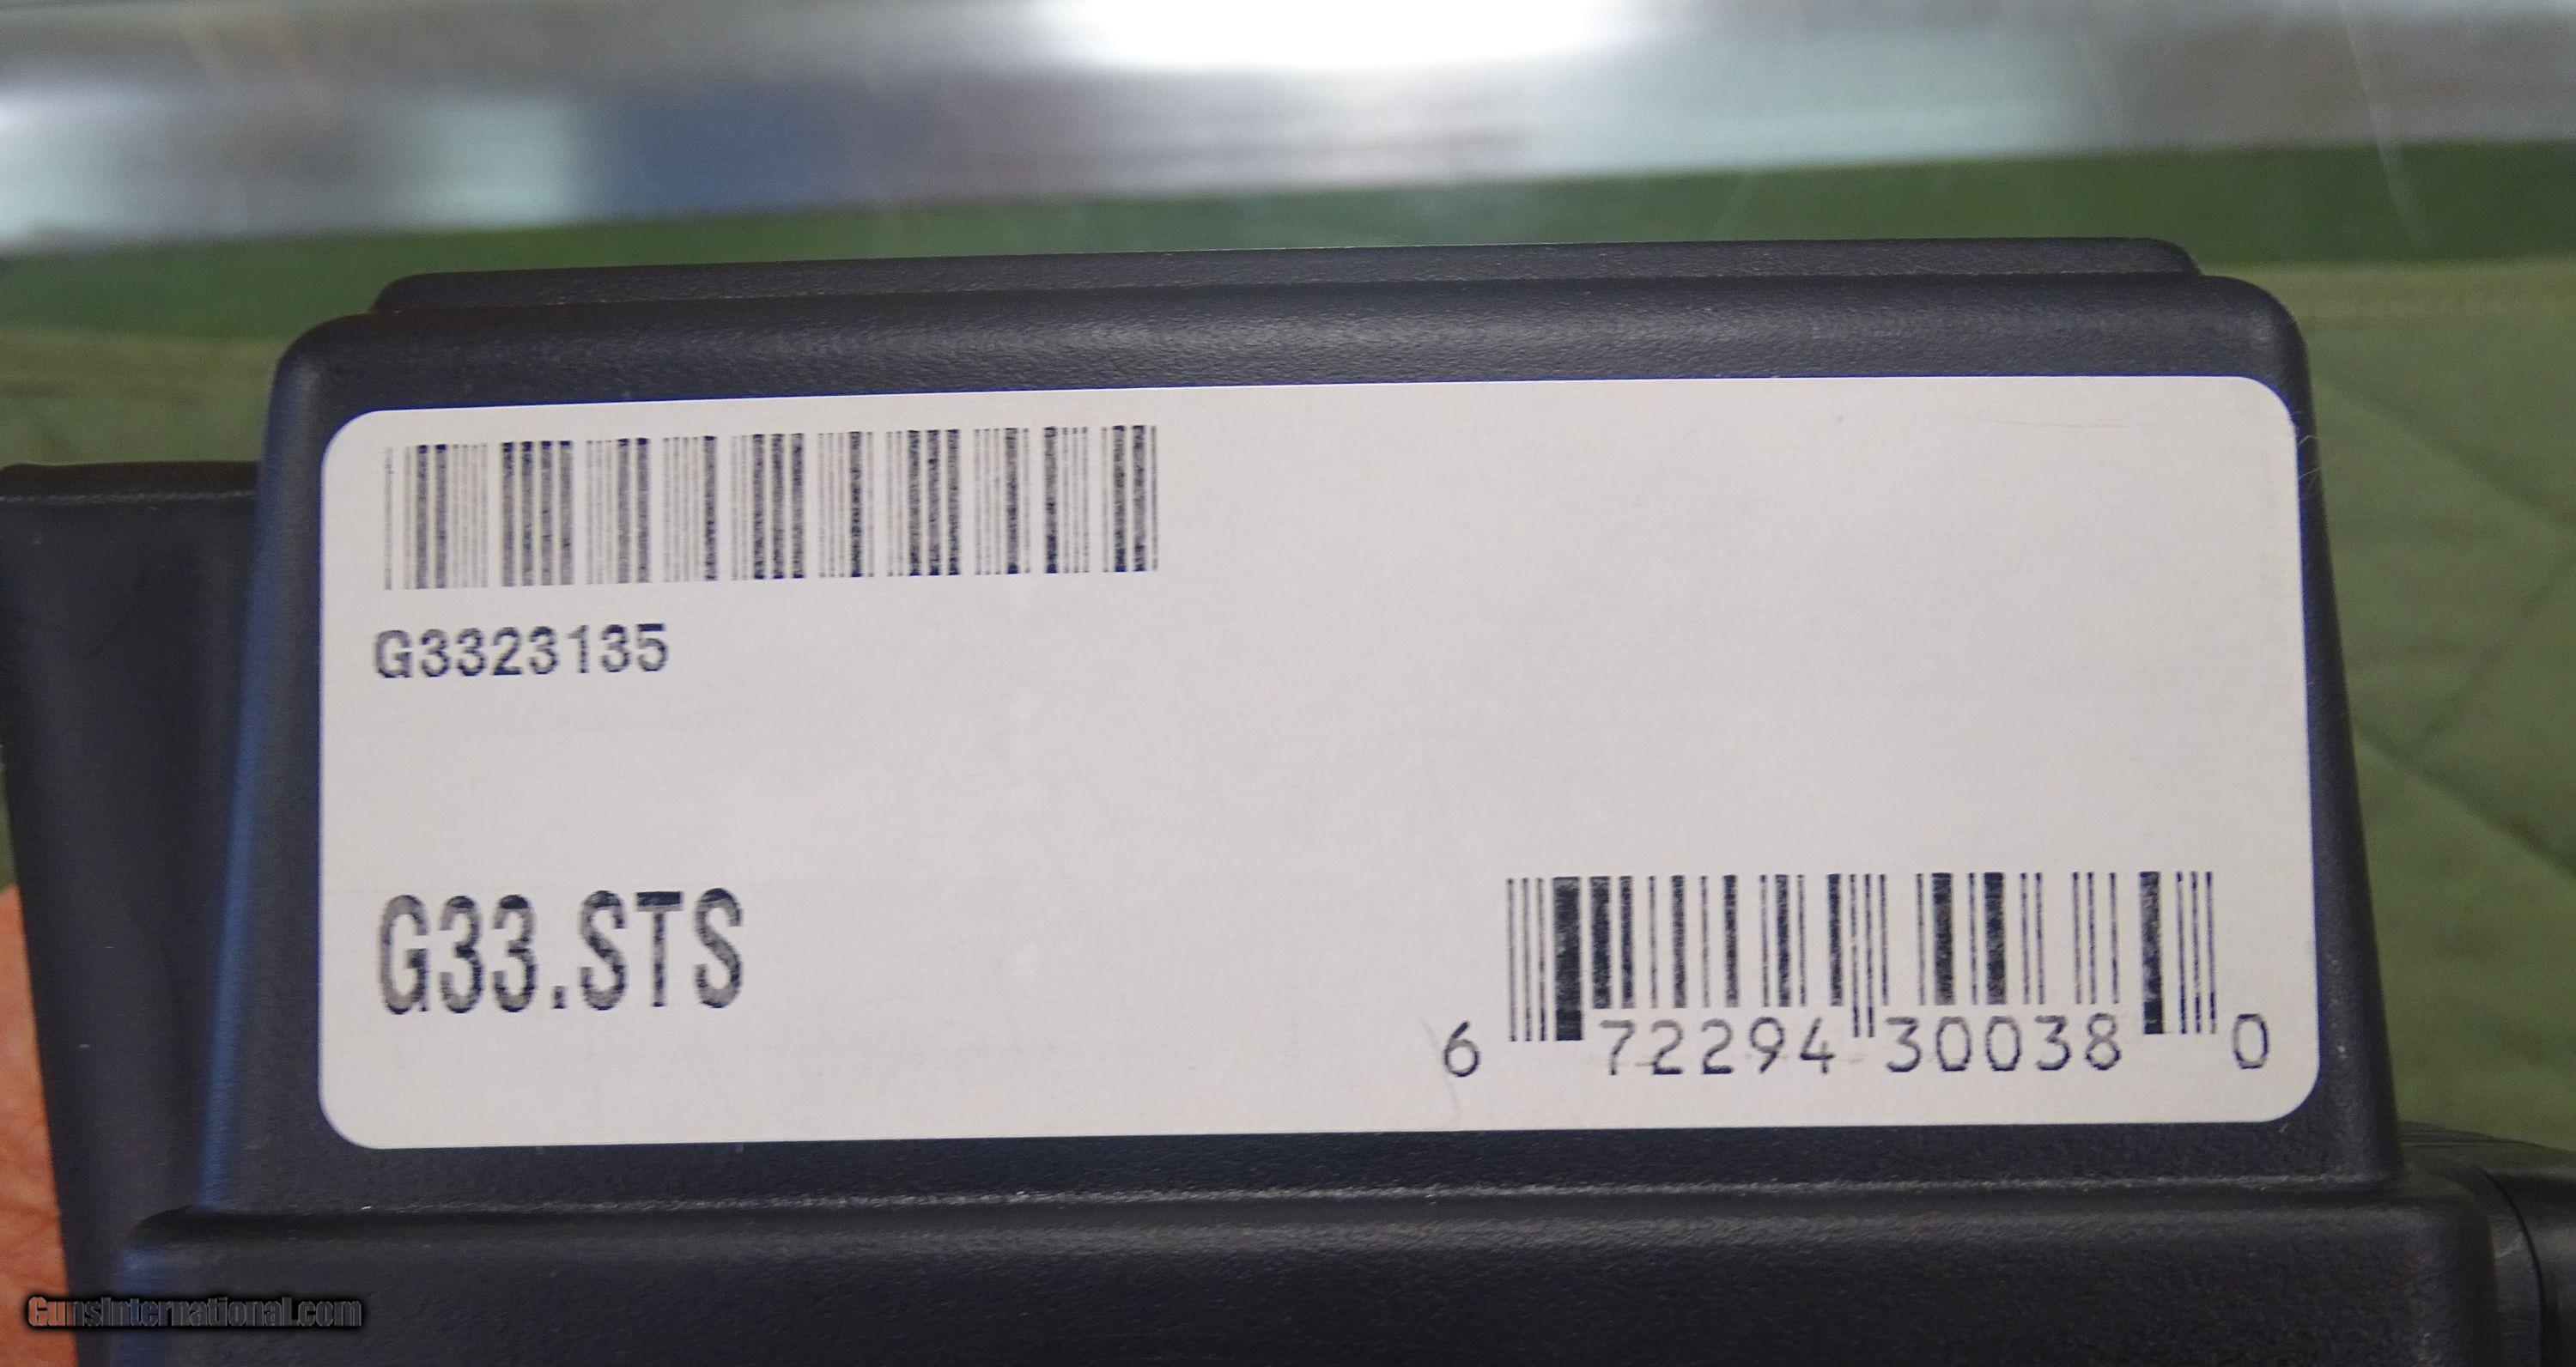 G3323135
G33.STS
6 72294 30038 0
GunsInternational.com